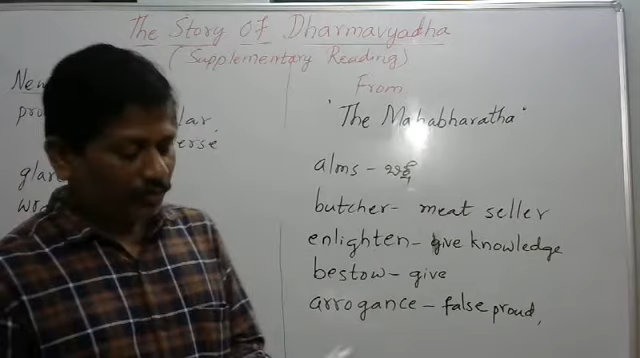 The Story Of Dharmavyadha
(Supplementary Reading)
New
From
"The Mahabharatha"
alms - ಭಿಕ್ಷೆ
butcher- meat seller
enlighten- give knowledge
bestow- give
arrogance - false proud,